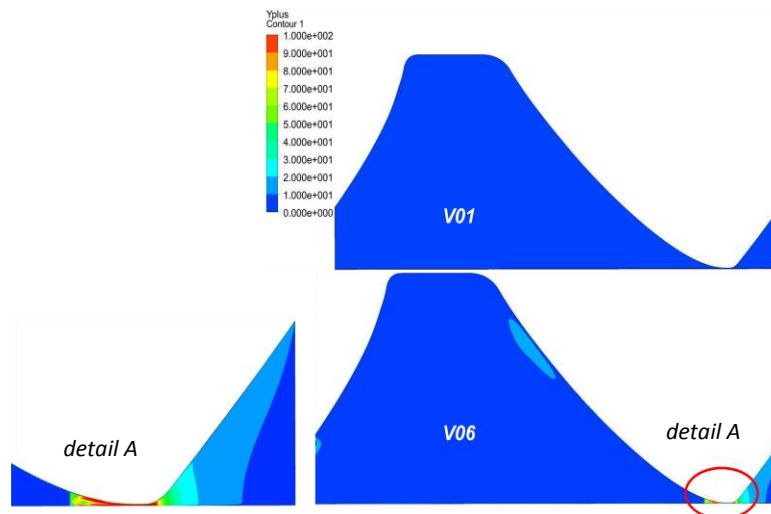 Yplus
Contour 1
1.000e+002
9.000e+001
8.000e+001
7.000e+001
6.000e+001
5.000e+001
4.000e+001
3.000e+001
2.000e+001
1.000e+001
0.000e+000
V01
detail A
V06
detail A